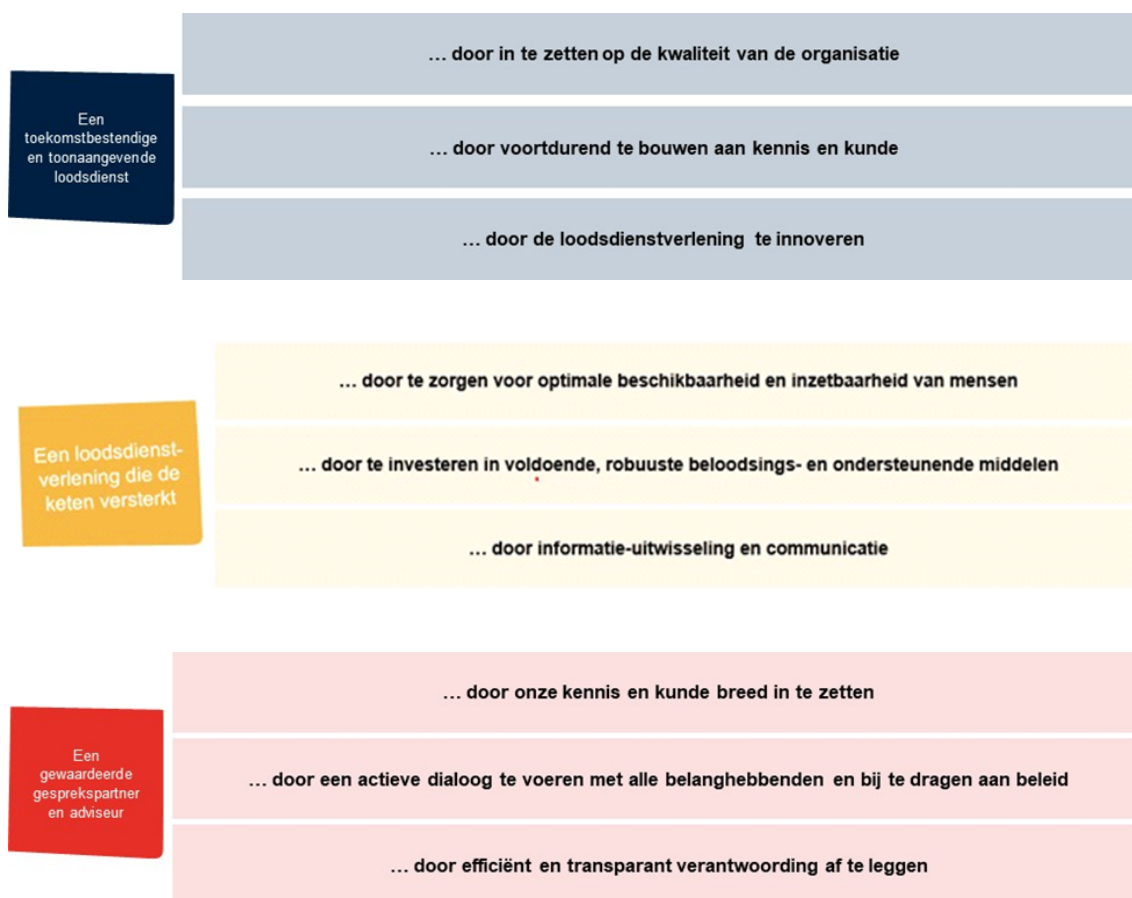 Een
toekomstbestendige
en toonaangevende
loodsdienst
… door in te zetten op de kwaliteit van de organisatie
… door voortdurend te bouwen aan kennis en kunde
… door de loodsdienstverlening te innoveren
Een loodsdienst-
verlening die de
keten versterkt
… door te zorgen voor optimale beschikbaarheid en inzetbaarheid van mensen
… door te investeren in voldoende, robuuste beloodsings- en ondersteunende middelen
… door informatie-uitwisseling en communicatie
Een
gewaardeerde
gesprekspartner
en adviseur
… door onze kennis en kunde breed in te zetten
… door een actieve dialoog te voeren met alle belanghebbenden en bij te dragen aan beleid
… door efficiënt en transparant verantwoording af te leggen